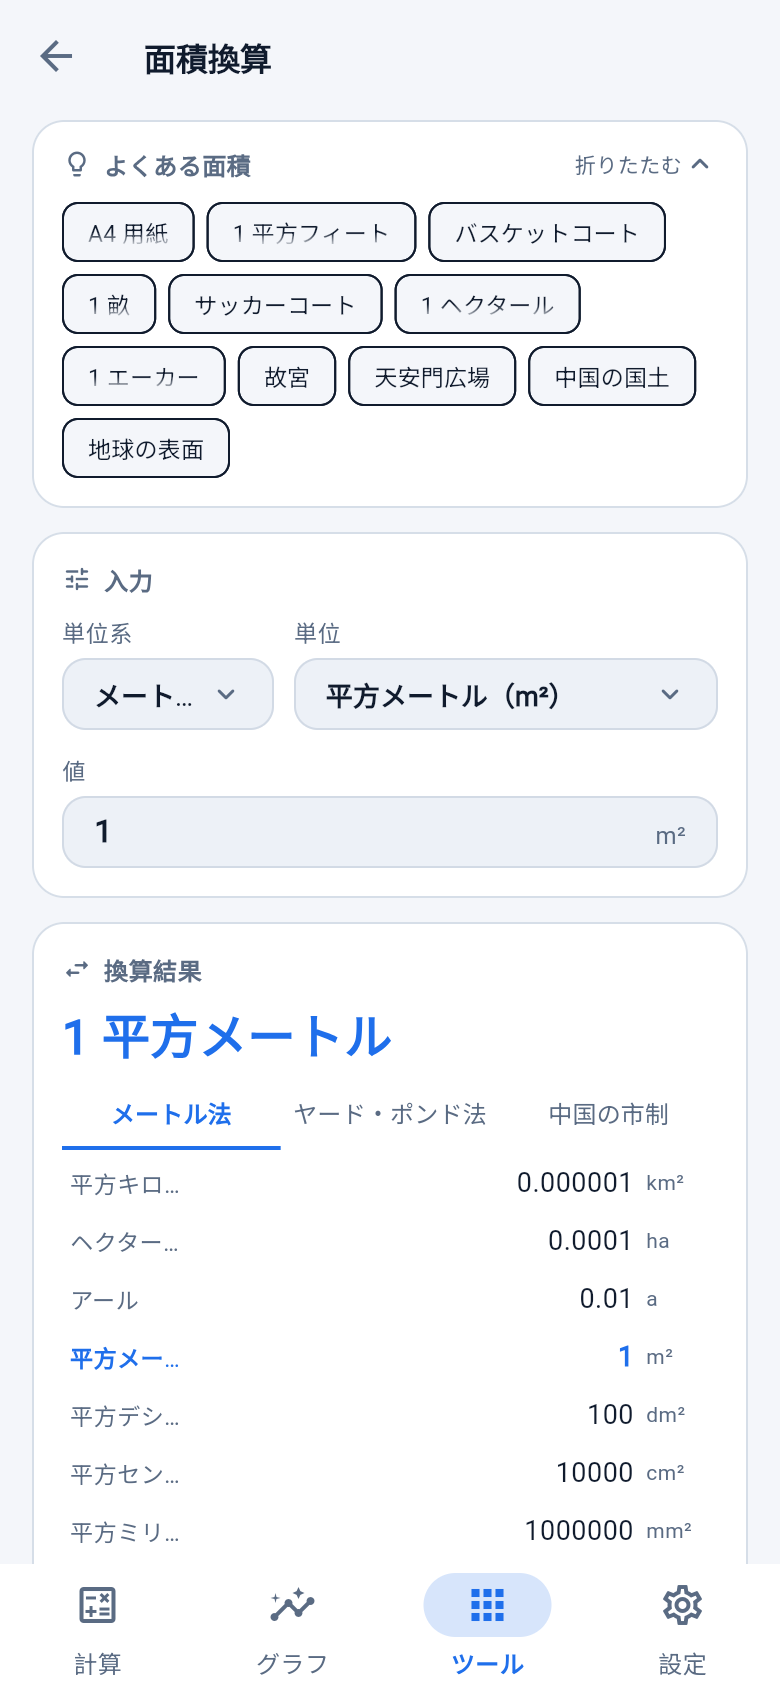 面積換算
よくある面積
折りたたむ
A4 用紙
1 平方フィート
バスケットコート
1 畝
サッカーコート
1 ヘクタール
1 エーカー
故宮
天安門広場
中国の国土
地球の表面
入力
単位系
単位
メート...
平方メートル（m²）
値
1
m²
換算結果
1 平方メートル
メートル法
ヤード・ポンド法
中国の市制
平方キロ... 0.000001 km²
ヘクター... 0.0001 ha
アール 0.01 a
平方メー... 1 m²
平方デシ... 100 dm²
平方セン... 10000 cm²
平方ミリ... 1000000 mm²
計算
グラフ
ツール
設定